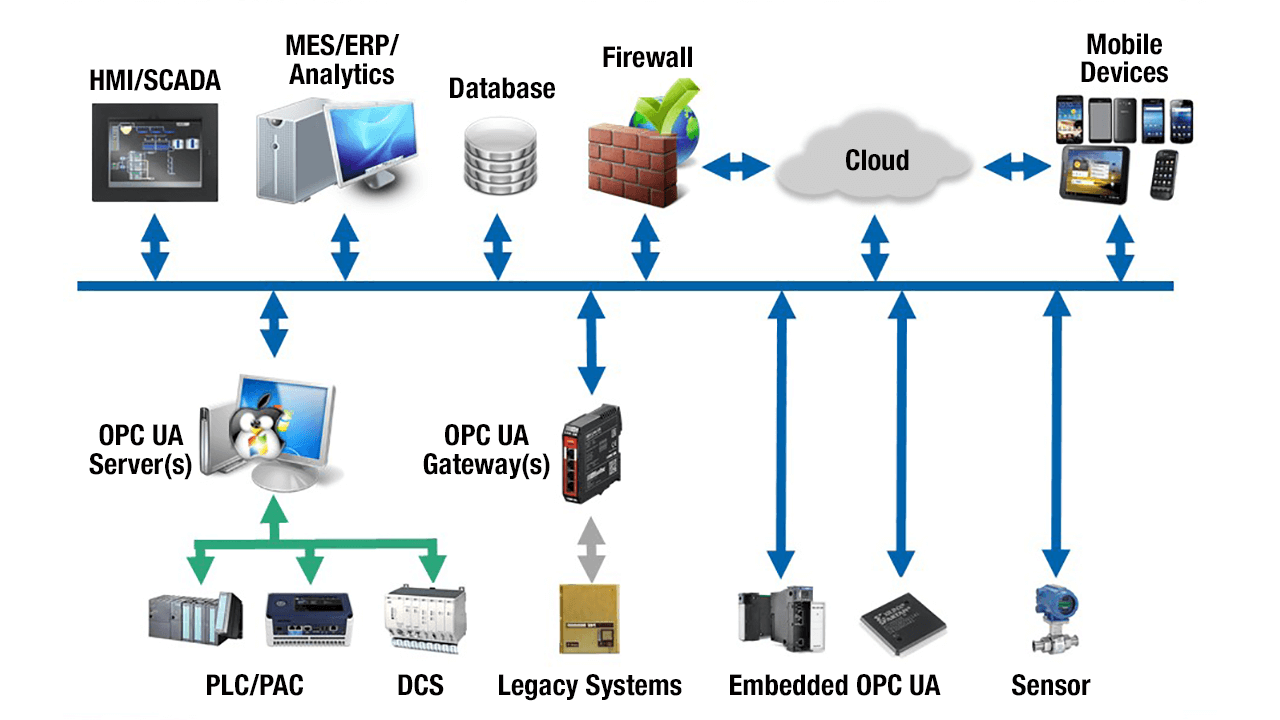 MES/ERP/
Analytics
HMI/SCADA
Database
Firewall
Cloud
Mobile
Devices
OPC UA
Server(s)
OPC UA
Gateway(s)
PLC/PAC
DCS
Legacy Systems
Embedded OPC UA
Sensor